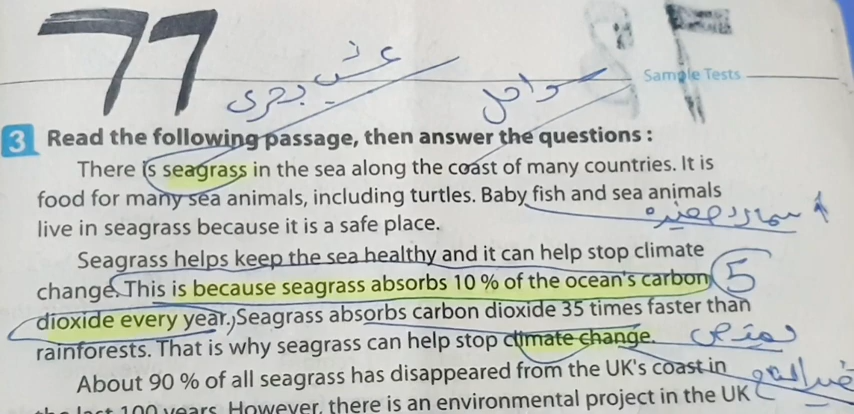 77
عشب بحرى
سواحل
Sample Tests
3 Read the following passage, then answer the questions :
There is seagrass in the sea along the coast of many countries. It is
food for many sea animals, including turtles. Baby fish and sea animals
live in seagrass because it is a safe place.
Seagrass helps keep the sea healthy and it can help stop climate
change. This is because seagrass absorbs 10 % of the ocean's carbon 5
dioxide every year. Seagrass absorbs carbon dioxide 35 times faster than
rainforests. That is why seagrass can help stop climate change.
يمتص
About 90 % of all seagrass has disappeared from the UK's coast in
100 years. However, there is an environmental project in the UK